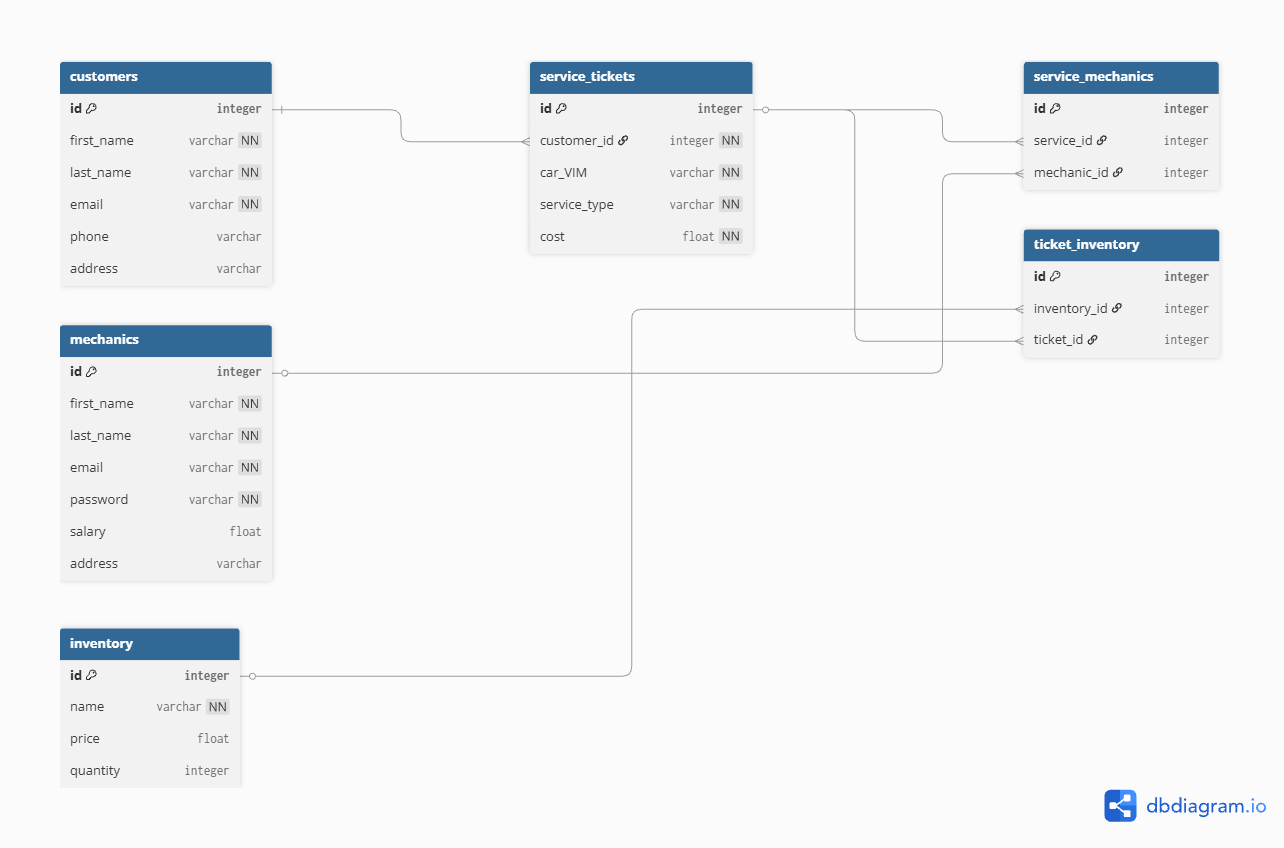 customers
id integer
first_name varchar NN
last_name varchar NN
email varchar NN
phone varchar
address varchar
service_tickets
id integer
customer_id integer NN
car_VIM varchar NN
service_type varchar NN
cost float NN
service_mechanics
id integer
service_id integer
mechanic_id integer
ticket_inventory
id integer
inventory_id integer
ticket_id integer
mechanics
id integer
first_name varchar NN
last_name varchar NN
email varchar NN
password varchar NN
salary float
address varchar
inventory
id integer
name varchar NN
price float
quantity integer
dbdiagram.io